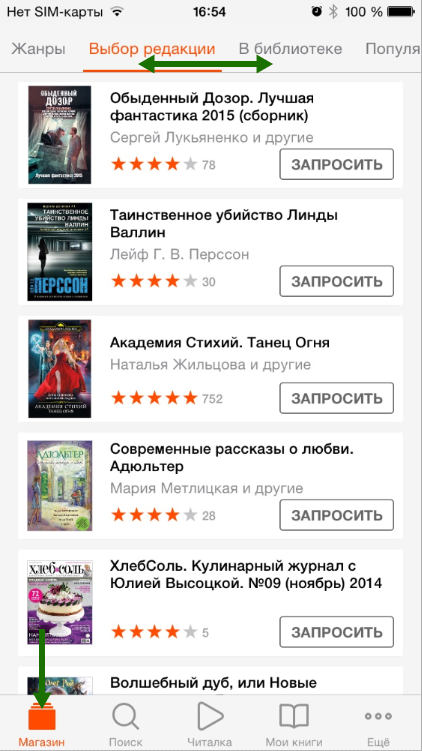 Нет SIM-карты 16:54 100 %
Жанры Выбор редакции В библиотеке Популя
ОБЫДЕННЫЙ
ДОЗОР
Лучшая фантастика 2015
Обыденный Дозор. Лучшая
фантастика 2015 (сборник)
Сергей Лукьяненко и другие
78
ЗАПРОСИТЬ
ТАИНСТВЕННОЕ
УБИЙСТВО ЛИНДЫ
ВАЛЛИН
ПЕРССОН
Таинственное убийство Линды
Валлин
Лейф Г. В. Перссон
30
ЗАПРОСИТЬ
АКАДЕМИЯ СТИХИЙ
ТАНЕЦ ОГНЯ
Академия Стихий. Танец Огня
Наталья Жильцова и другие
752
ЗАПРОСИТЬ
АДЮЛЬТЕР
Современные рассказы о любви.
Адюльтер
Мария Метлицкая и другие
28
ЗАПРОСИТЬ
ХЛЕБСОЛЬ
72
ХлебСоль. Кулинарный журнал с
Юлией Высоцкой. №09 (ноябрь) 2014
5
ЗАПРОСИТЬ
Волшебный дуб, или Новые
Магазин Поиск Читалка Мои книги Ещё